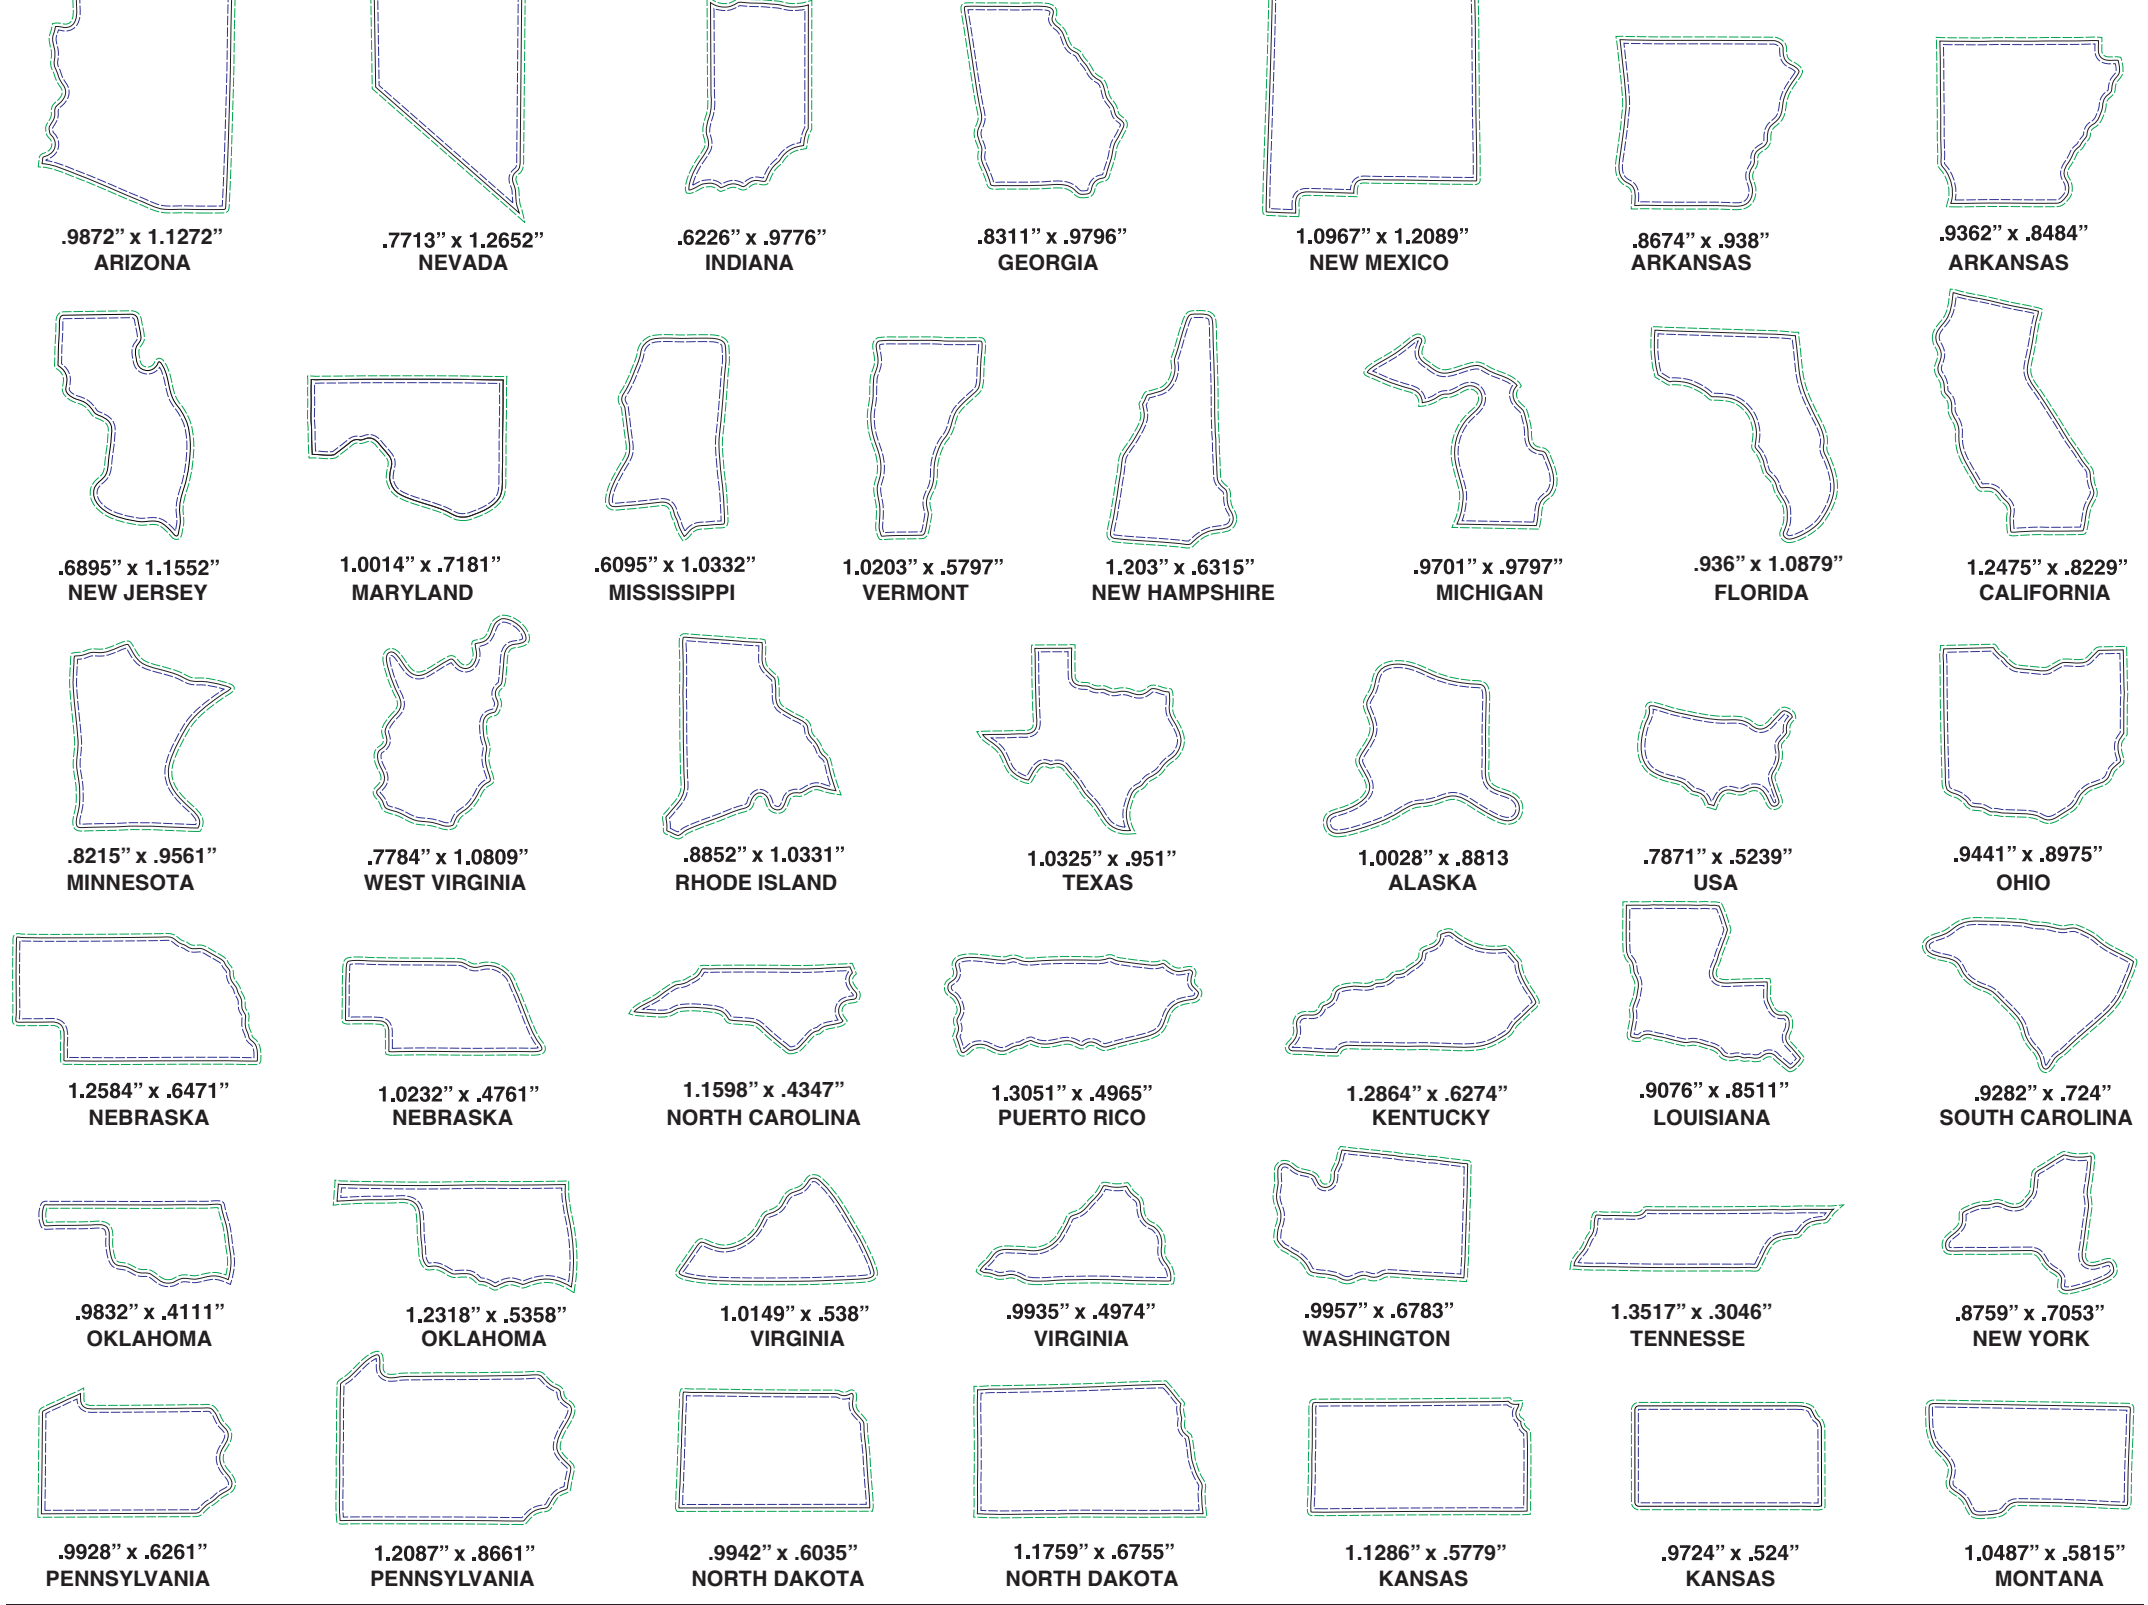 .9872” x 1.1272”
ARIZONA
.7713” x 1.2652”
NEVADA
.6226” x .9776”
INDIANA
.8311” x .9796”
GEORGIA
1.0967” x 1.2089”
NEW MEXICO
.8674” x .938”
ARKANSAS
.9362” x .8484”
ARKANSAS
.6895” x 1.1552”
NEW JERSEY
1.0014” x .7181”
MARYLAND
.6095” x 1.0332”
MISSISSIPPI
1.0203” x .5797”
VERMONT
1.203” x .6315”
NEW HAMPSHIRE
.9701” x .9797”
MICHIGAN
.936” x 1.0879”
FLORIDA
1.2475” x .8229”
CALIFORNIA
.8215” x .9561”
MINNESOTA
.7784” x 1.0809”
WEST VIRGINIA
.8852” x 1.0331”
RHODE ISLAND
1.0325” x .951”
TEXAS
1.0028” x .8813
ALASKA
.7871” x .5239”
USA
.9441” x .8975”
OHIO
1.2584” x .6471”
NEBRASKA
1.0232” x .4761”
NEBRASKA
1.1598” x .4347”
NORTH CAROLINA
1.3051” x .4965”
PUERTO RICO
1.2864” x .6274”
KENTUCKY
.9076” x .8511”
LOUISIANA
.9282” x .724”
SOUTH CAROLINA
.9832” x .4111”
OKLAHOMA
1.2318” x .5358”
OKLAHOMA
1.0149” x .538”
VIRGINIA
.9935” x .4974”
VIRGINIA
.9957” x .6783”
WASHINGTON
1.3517” x .3046”
TENNESSE
.8759” x .7053”
NEW YORK
.9928” x .6261”
PENNSYLVANIA
1.2087” x .8661”
PENNSYLVANIA
.9942” x .6035”
NORTH DAKOTA
1.1759” x .6755”
NORTH DAKOTA
1.1286” x .5779”
KANSAS
.9724” x .524”
KANSAS
1.0487” x .5815”
MONTANA